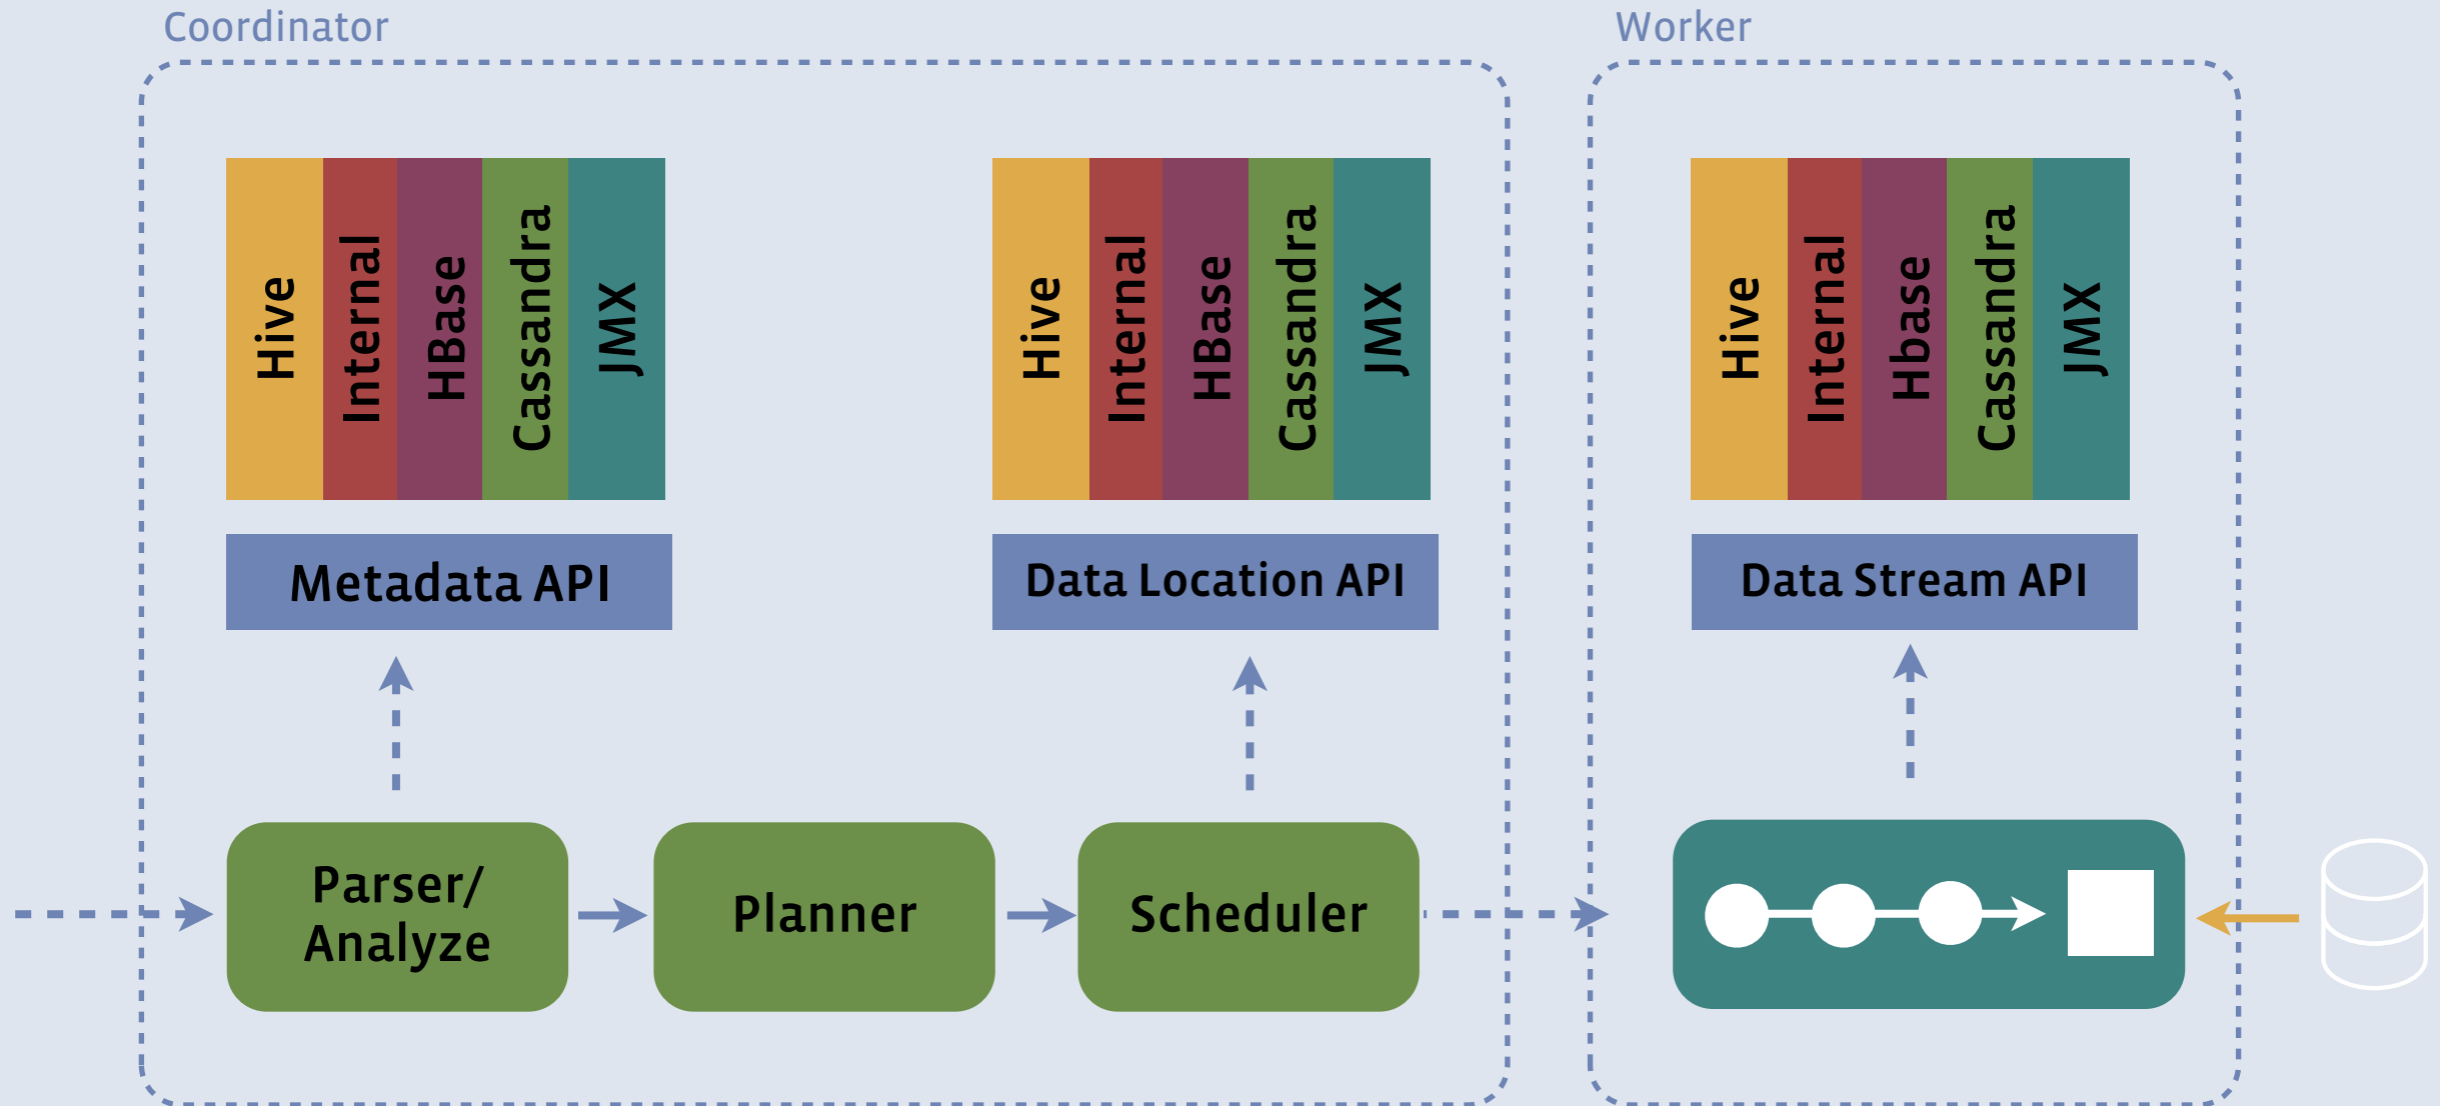 Coordinator
Worker
Hive
Internal
HBase
Cassandra
JMX
Hive
Internal
HBase
Cassandra
JMX
Hive
Internal
Hbase
Cassandra
JMX
Metadata API
Data Location API
Data Stream API
Parser/
Analyze
Planner
Scheduler